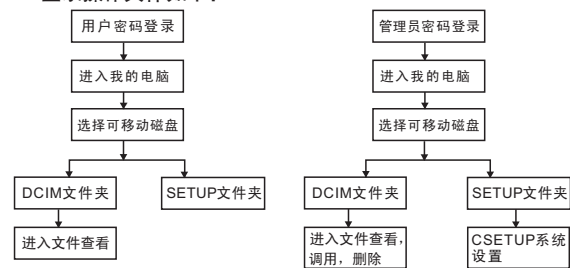 用户密码登录
进入我的电脑
选择可移动磁盘
DCIM文件夹
SETUP文件夹
进入文件查看
管理员密码登录
进入我的电脑
选择可移动磁盘
DCIM文件夹
SETUP文件夹
进入文件查看,
调用, 删除
CSETUP系统
设置